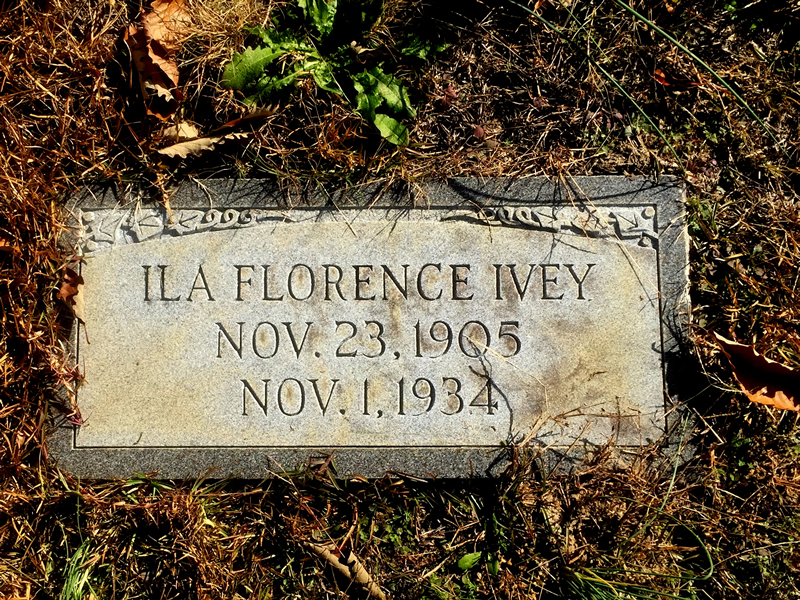 ILA FLORENCE IVEY
NOV. 23, 1905
NOV. 1, 1934